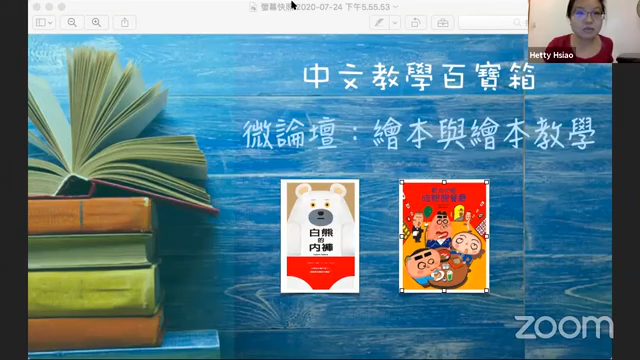 螢幕快照 2020-07-24 下午5.55.53
Hetty Hsiao
中文教學百寶箱
微論壇：繪本與繪本教學
白熊
的
內褲
zoom